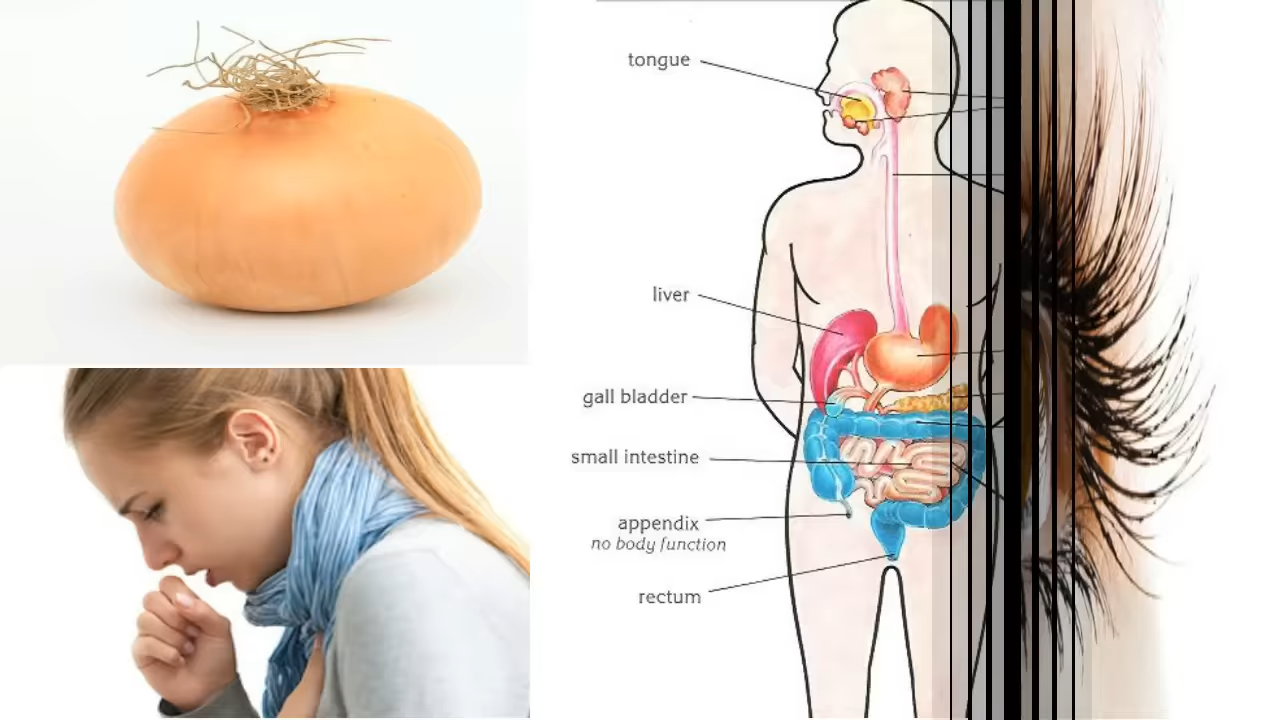 tongue
liver
gall bladder
small intestine
appendix
no body function
rectum